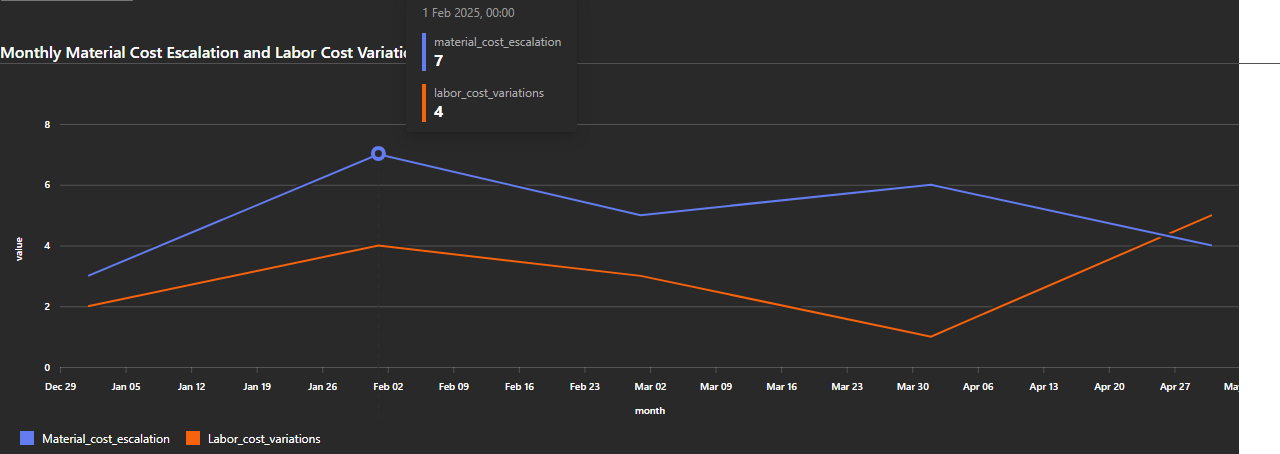 1 Feb 2025, 00:00
material_cost_escalation
7
labor_cost_variations
4
Monthly Material Cost Escalation and Labor Cost Variatio
8
6
4
2
0
value
Dec 29 Jan 05 Jan 12 Jan 19 Jan 26 Feb 02 Feb 09 Feb 16 Feb 23 Mar 02 Mar 09 Mar 16 Mar 23 Mar 30 Apr 06 Apr 13 Apr 20 Apr 27 Ma
month
Material_cost_escalation Labor_cost_variations